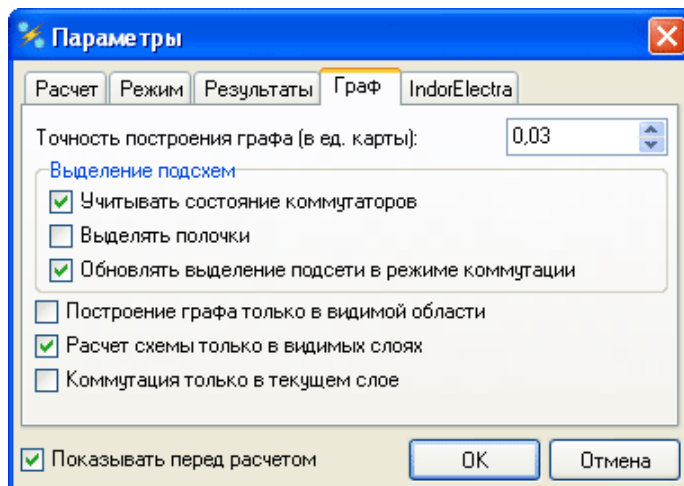 Параметры
Расчет Режим Результаты Граф IndorElectra
Точность построения графа (в ед. карты): 0,03
Выделение подсхем
Учитывать состояние коммутаторов
Выделять полочки
Обновлять выделение подсети в режиме коммутации
Построение графа только в видимой области
Расчет схемы только в видимых слоях
Коммутация только в текущем слое
Показывать перед расчетом OK Отмена